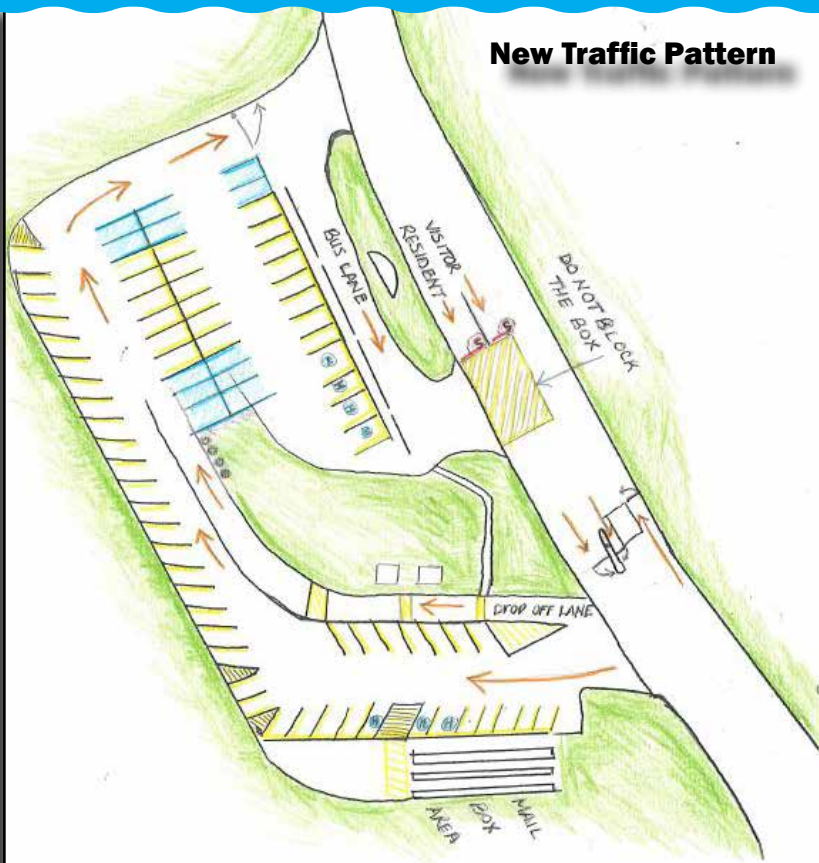 New Traffic Pattern
BUS LANE
VISITOR
RESIDENT
DO NOT BLOCK
THE BOX
DROP OFF LANE
H
H
H
H
H
H
H
MAIL
BOX
AREA